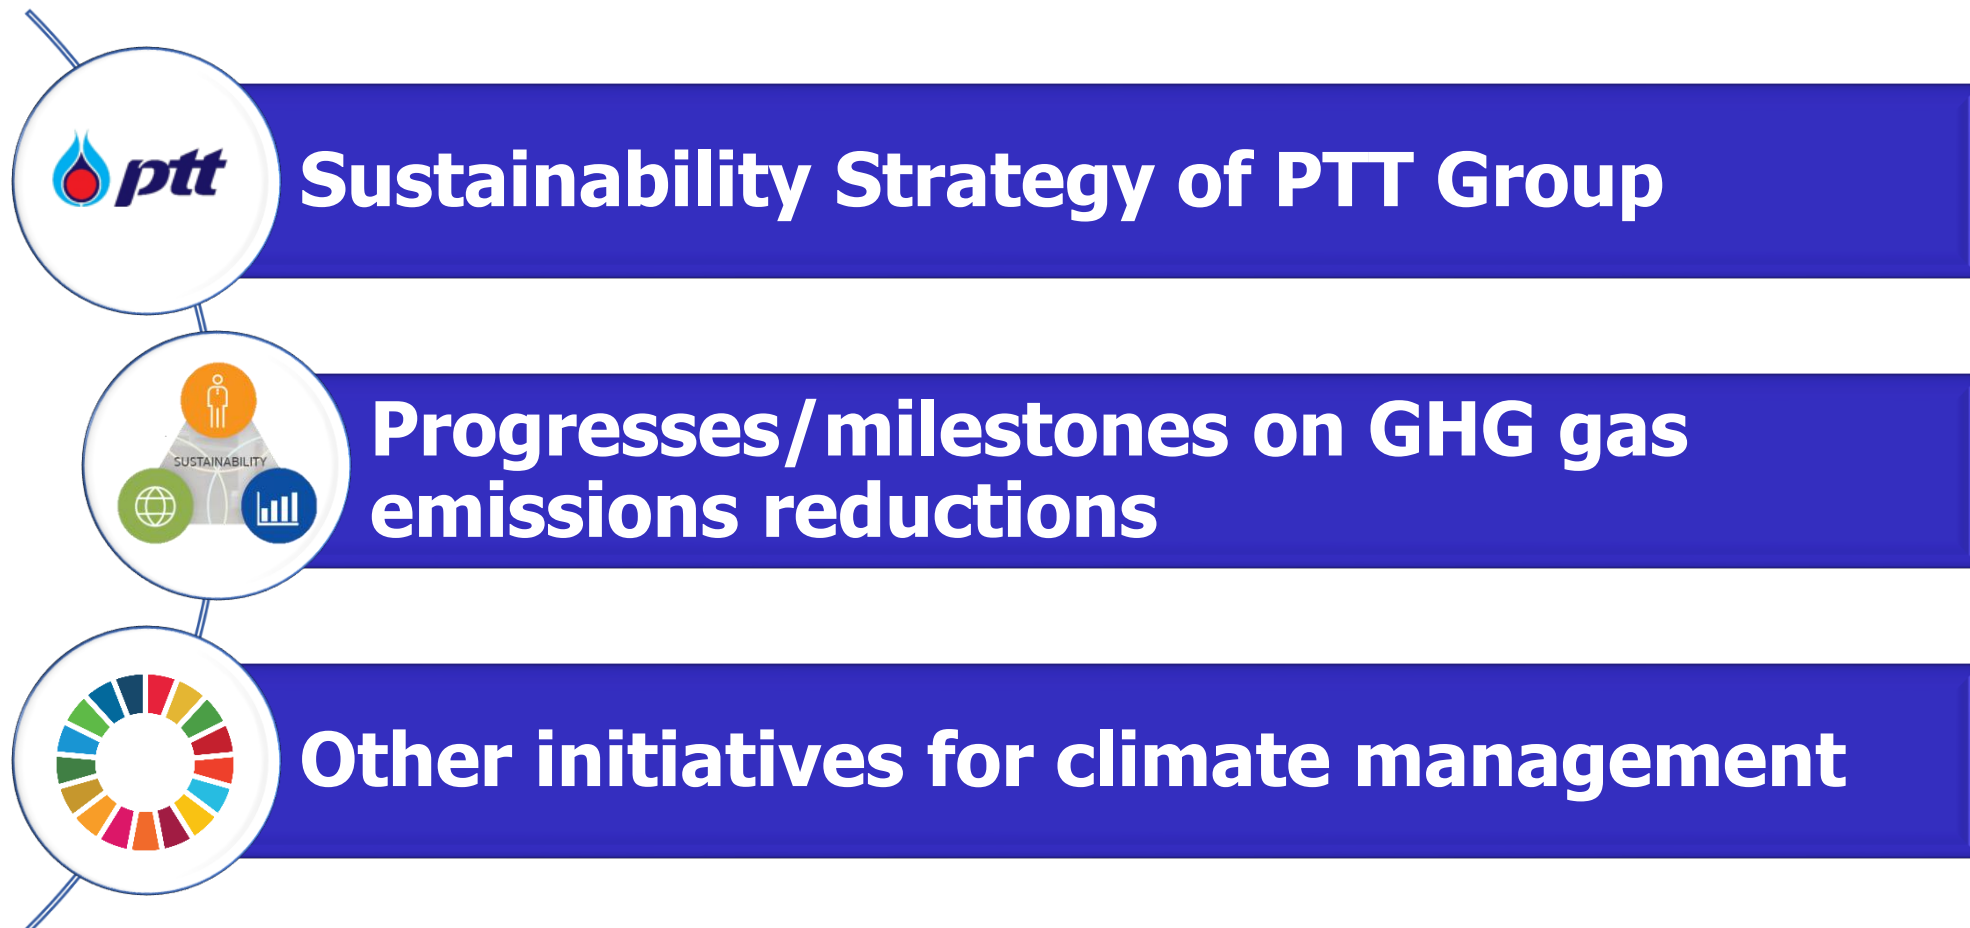 ptt
Sustainability Strategy of PTT Group
SUSTAINABILITY
Progresses/milestones on GHG gas
emissions reductions
Other initiatives for climate management